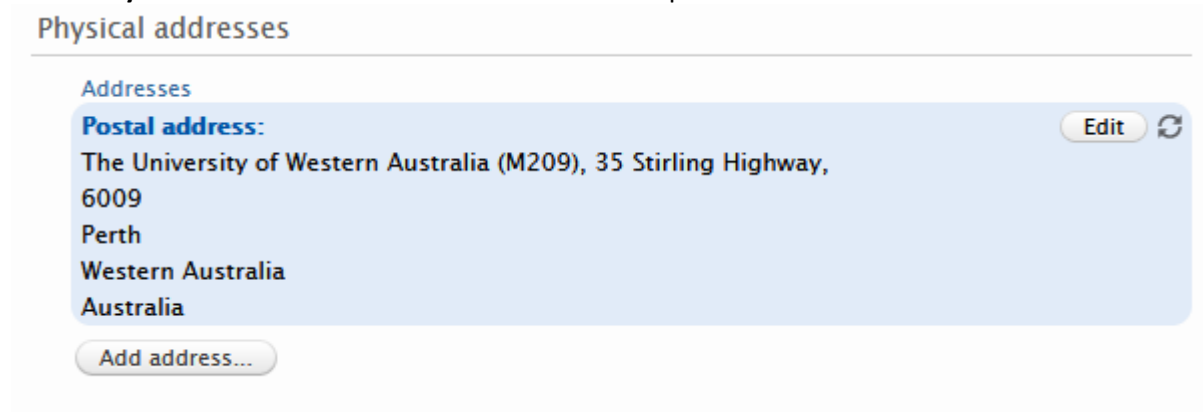 Physical addresses
Addresses
Postal address:
Edit
The University of Western Australia (M209), 35 Stirling Highway,
6009
Perth
Western Australia
Australia
Add address...